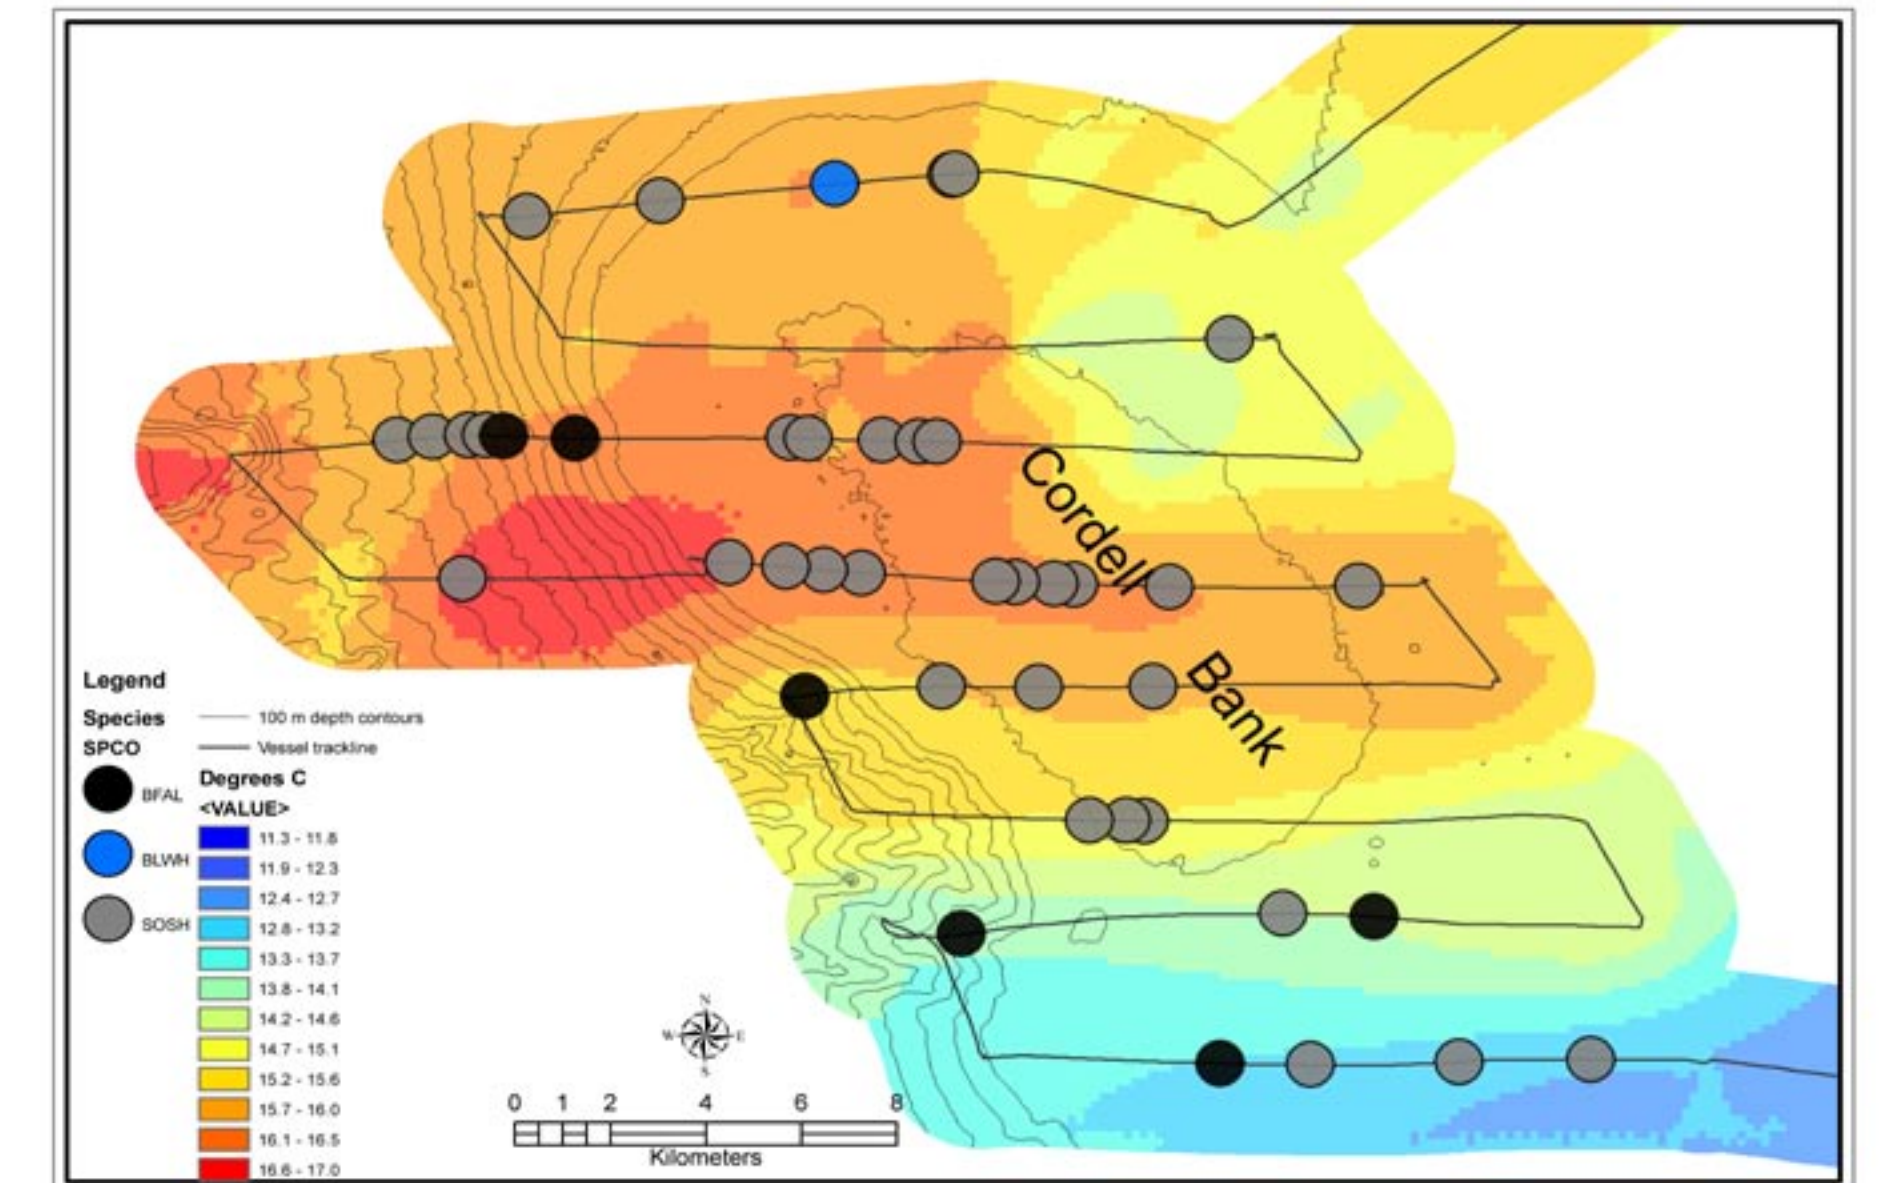 Cordell
Bank
Legend
Species
100 m depth contours
SPCO
Vessel trackline
BFAL
BLWH
SOSH
Degrees C
<VALUE>
11.3 - 11.8
11.9 - 12.3
12.4 - 12.7
12.8 - 13.2
13.3 - 13.7
13.8 - 14.1
14.2 - 14.6
14.7 - 15.1
15.2 - 15.6
15.7 - 16.0
16.1 - 16.5
16.6 - 17.0
N
W E
S
0 1 2 4 6 8
Kilometers